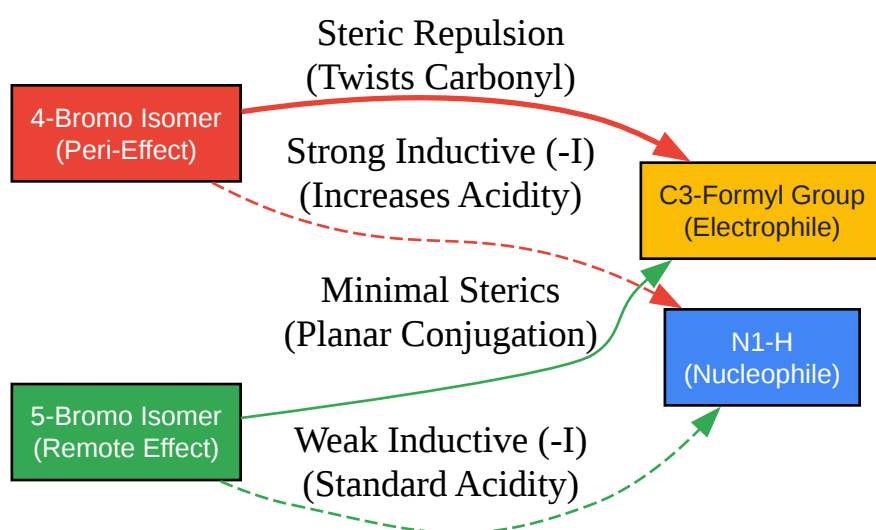 Steric Repulsion
(Twists Carbonyl)
4-Bromo Isomer
(Peri-Effect)
Strong Inductive (-I)
(Increases Acidity)
C3-Formyl Group
(Electrophile)
Minimal Sterics
(Planar Conjugation)
N1-H
(Nucleophile)
5-Bromo Isomer
(Remote Effect)
Weak Inductive (-I)
(Standard Acidity)